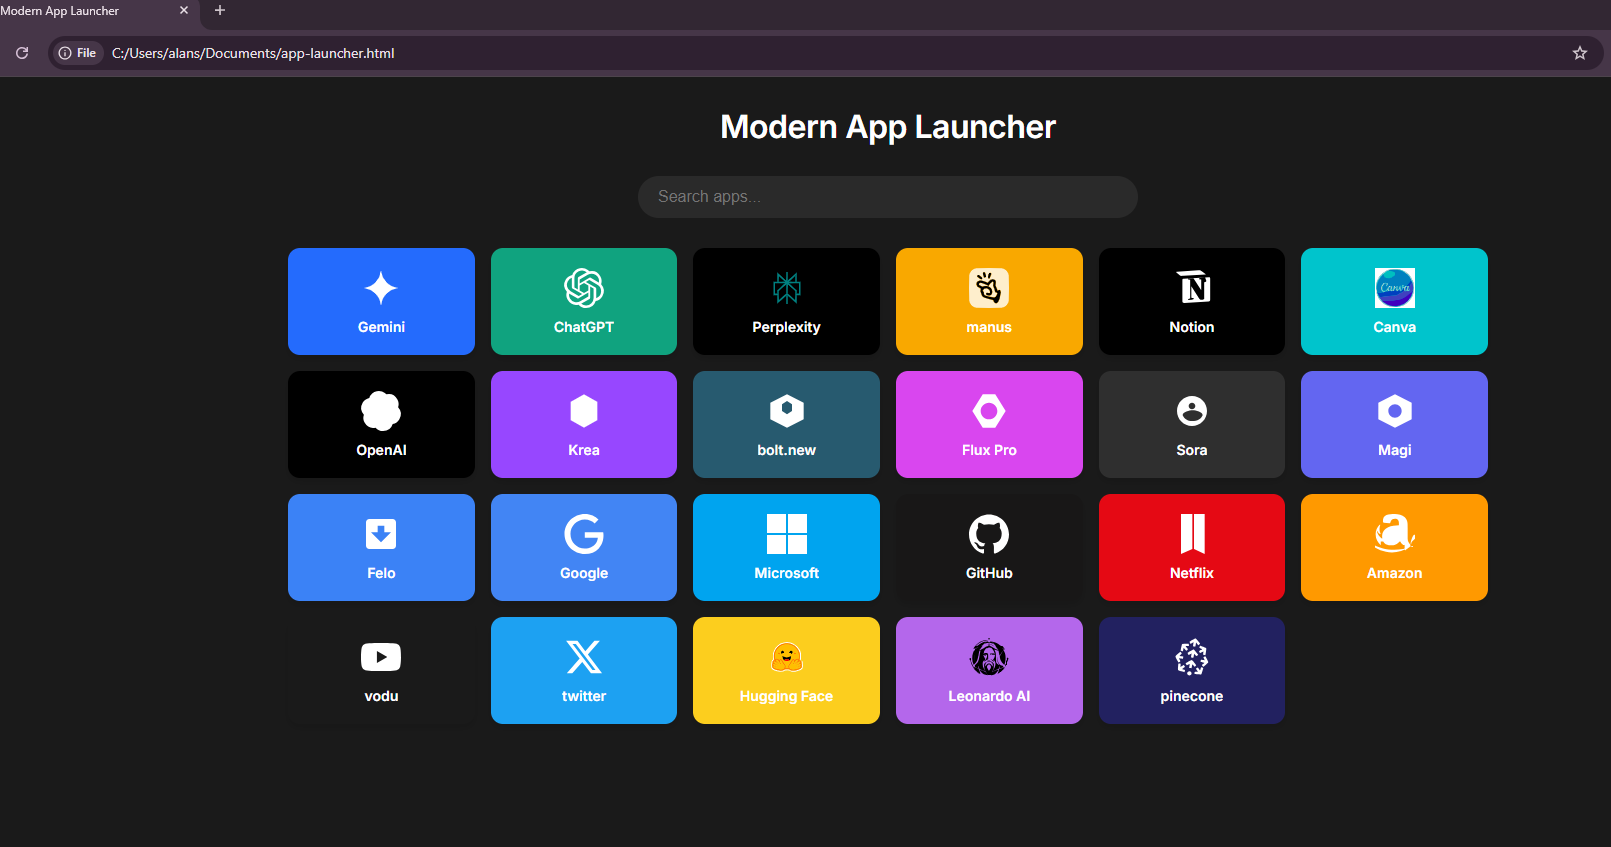 Modern App Launcher
File C:/Users/alans/Documents/app-launcher.html
Modern App Launcher
Search apps...
Gemini ChatGPT Perplexity manus Notion Canva
Canva
OpenAI Krea bolt.new Flux Pro Sora Magi
Felo Google Microsoft GitHub Netflix Amazon
vodu twitter Hugging Face Leonardo AI pinecone